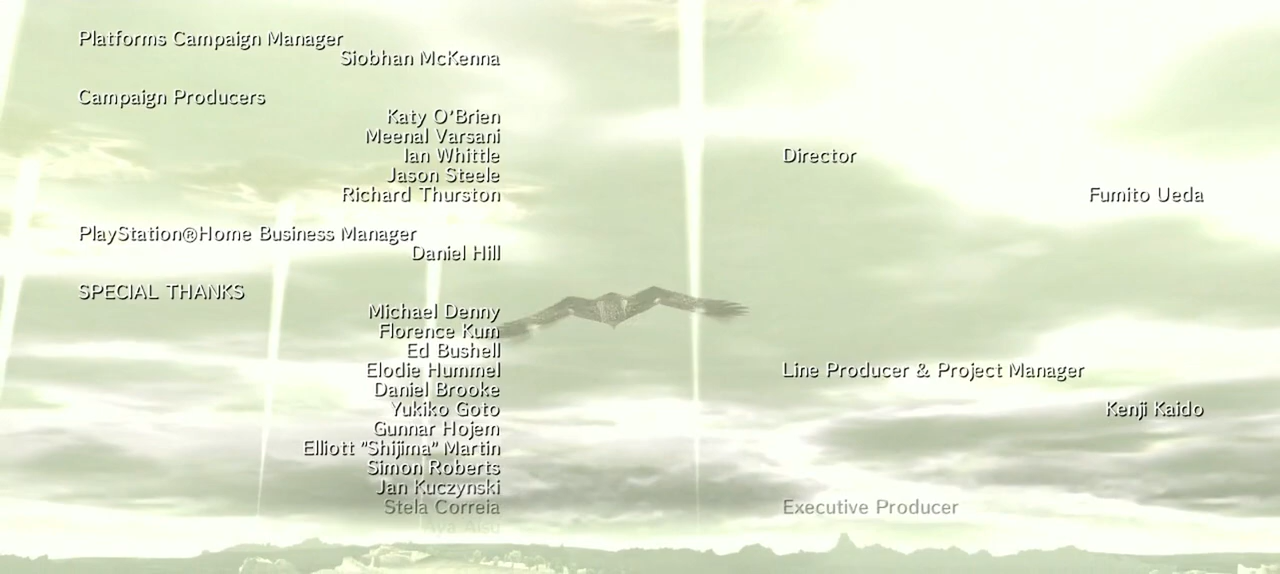 Platforms Campaign Manager
Siobhan McKenna
Campaign Producers
Katy O'Brien
Meenal Varsani
Ian Whittle
Jason Steele
Richard Thurston
PlayStation®Home Business Manager
Daniel Hill
SPECIAL THANKS
Michael Denny
Florence Kum
Ed Bushell
Elodie Hummel
Daniel Brooke
Yukiko Goto
Gunnar Hojem
Elliott "Shijima" Martin
Simon Roberts
Jan Kuczynski
Stela Correia
Director
Fumito Ueda
Line Producer & Project Manager
Kenji Kaido
Executive Producer